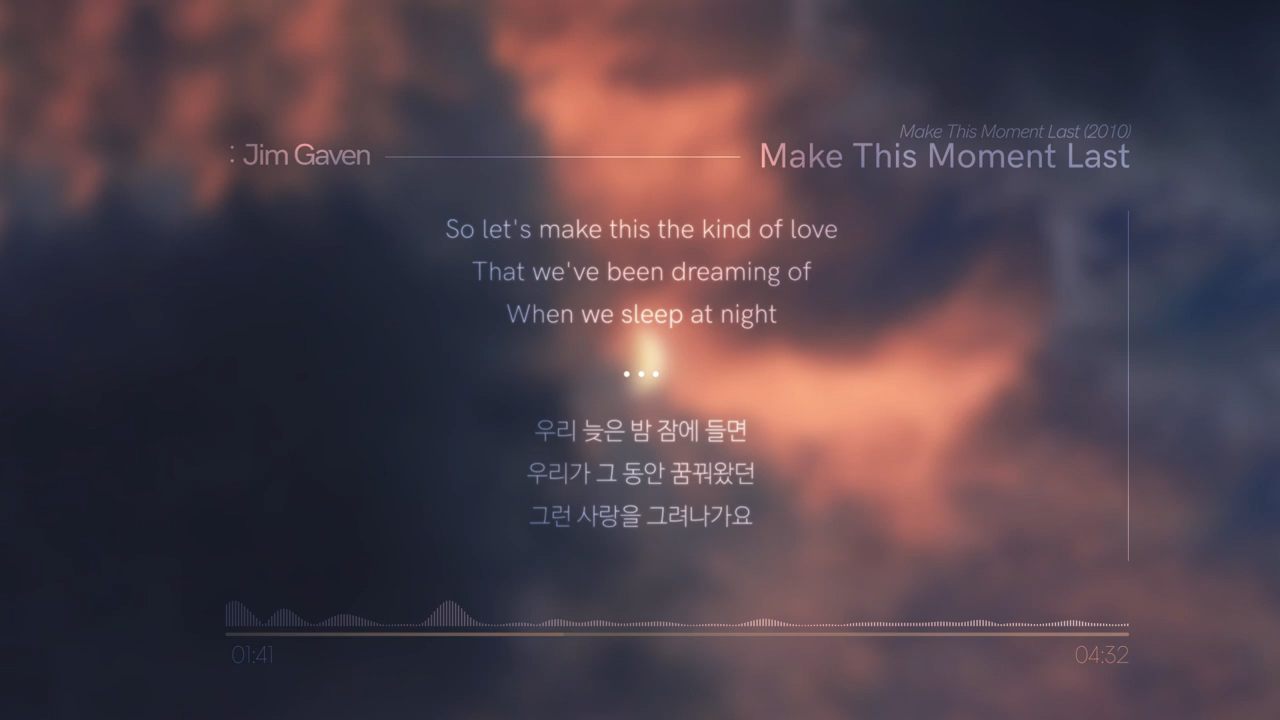 Make This Moment Last (2010)
: Jim Gaven
Make This Moment Last
So let's make this the kind of love
That we've been dreaming of
When we sleep at night
...
우리 늦은 밤 잠에 들면
우리가 그 동안 꿈꿔왔던
그런 사랑을 그려나가요
01:41
04:32